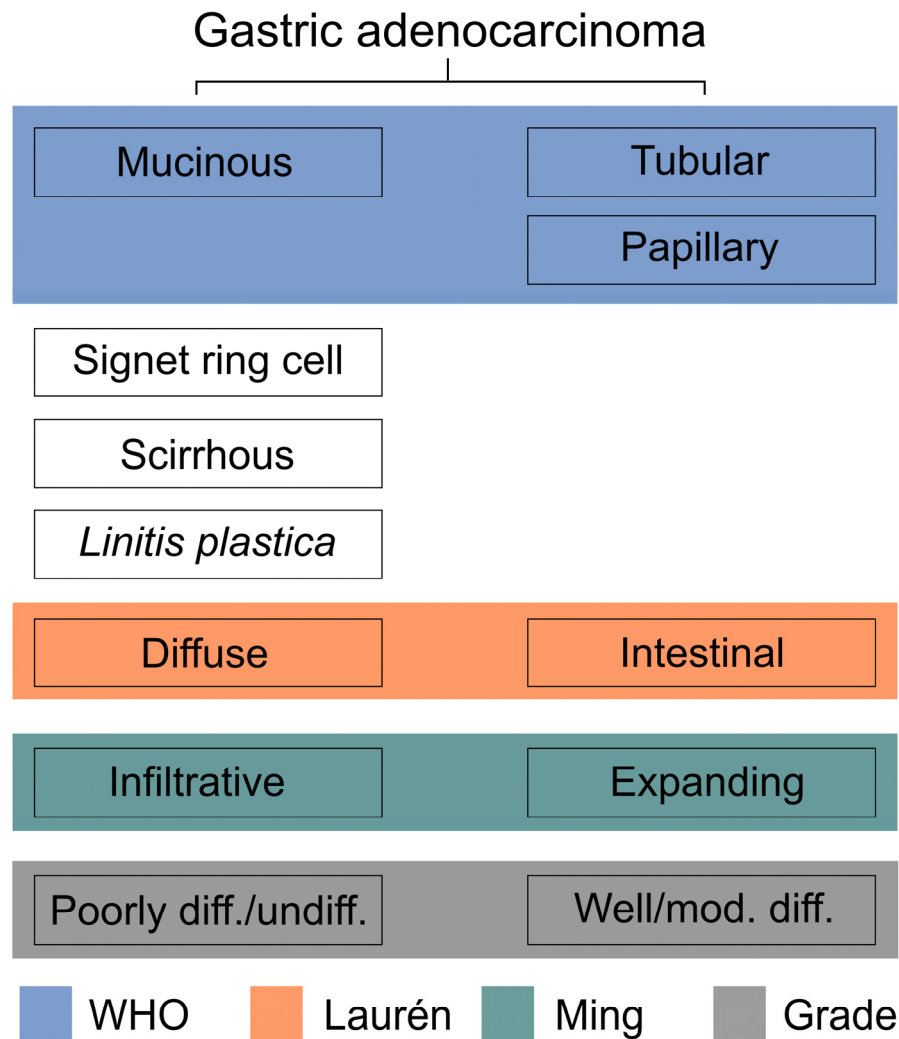 Gastric adenocarcinoma
Mucinous
Tubular
Papillary
Signet ring cell
Scirrhous
Linitis plastica
Diffuse
Intestinal
Infiltrative
Expanding
Poorly diff./undiff.
Well/mod. diff.
WHO
Laurén
Ming
Grade